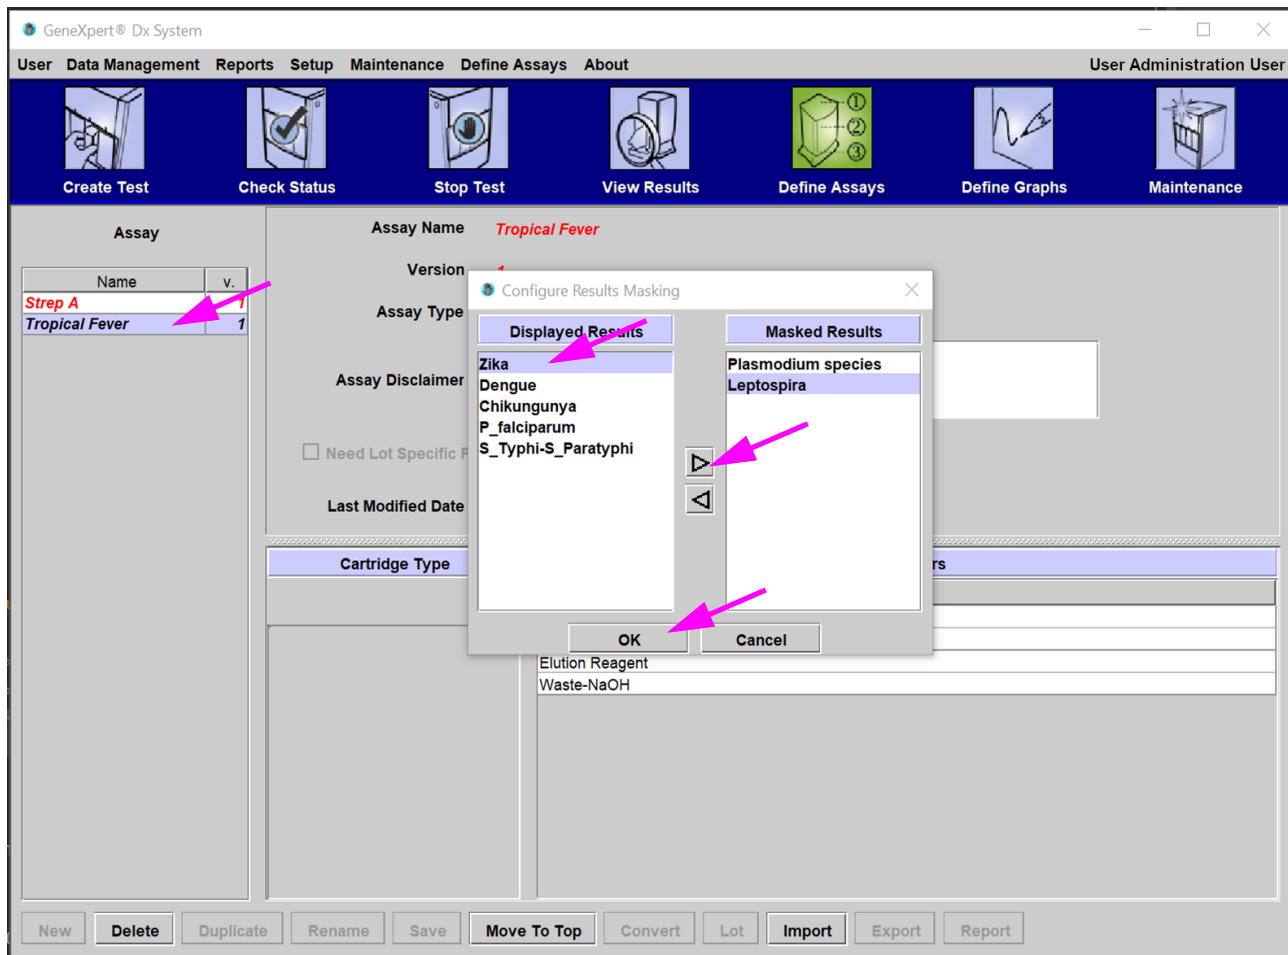 GeneXpert® Dx System
User Data Management Reports Setup Maintenance Define Assays About User Administration User
Create Test Check Status Stop Test View Results Define Assays Define Graphs Maintenance
1
2
3
Assay
Name v.
Strep A 1
Tropical Fever 1
Assay Name Tropical Fever
Version
Assay Type
Assay Disclaimer
Need Lot Specific
Last Modified Date
Configure Results Masking
Displayed Results Masked Results
Zika Plasmodium species
Dengue Leptospira
Chikungunya
P_falciparum
S_Typhi-S_Paratyphi
OK Cancel
Cartridge Type
Elution Reagent
Waste-NaOH
New Delete Duplicate Rename Save Move To Top Convert Lot Import Export Report